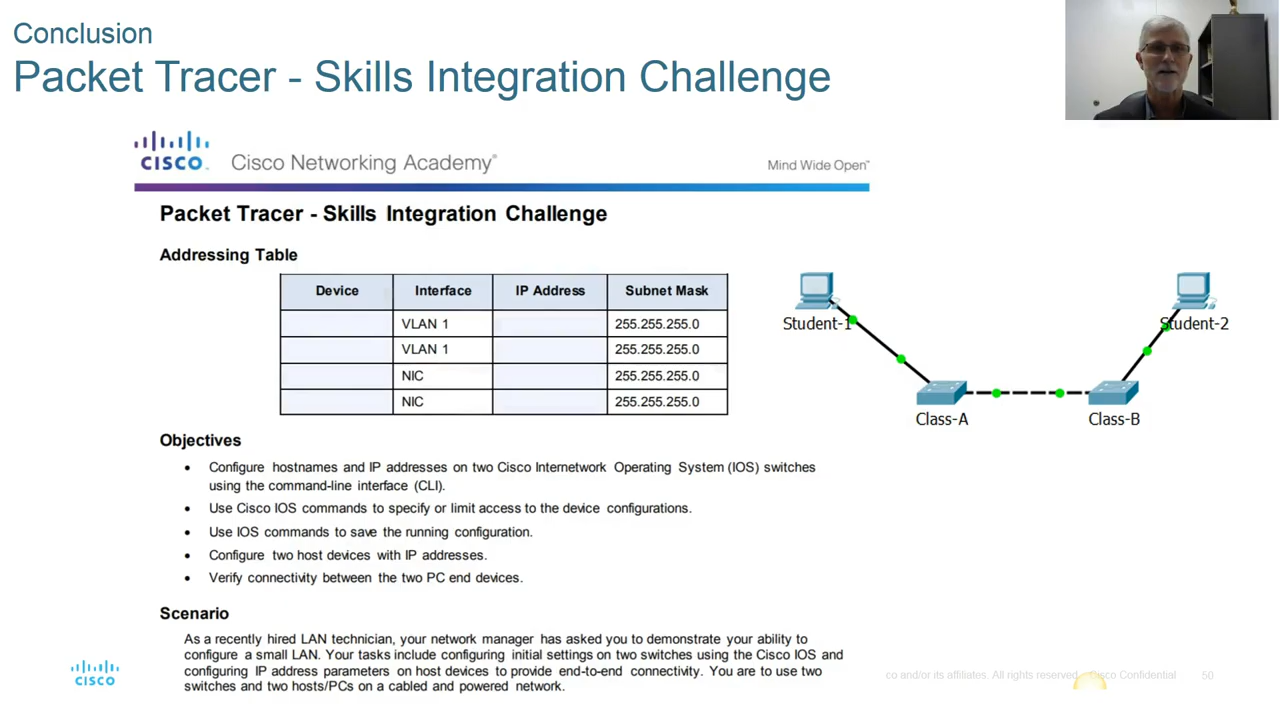 Conclusion
Packet Tracer - Skills Integration Challenge
CISCO Cisco Networking Academy® Mind Wide Open™
Packet Tracer - Skills Integration Challenge
Addressing Table
Device Interface IP Address Subnet Mask
VLAN 1 255.255.255.0
VLAN 1 255.255.255.0
NIC 255.255.255.0
NIC 255.255.255.0
Student-1
Student-2
Class-A
Class-B
Objectives
• Configure hostnames and IP addresses on two Cisco Internetwork Operating System (IOS) switches
using the command-line interface (CLI).
• Use Cisco IOS commands to specify or limit access to the device configurations.
• Use IOS commands to save the running configuration.
• Configure two host devices with IP addresses.
• Verify connectivity between the two PC end devices.
Scenario
As a recently hired LAN technician, your network manager has asked you to demonstrate your ability to
configure a small LAN. Your tasks include configuring initial settings on two switches using the Cisco IOS and
configuring IP address parameters on host devices to provide end-to-end connectivity. You are to use two
switches and two hosts/PCs on a cabled and powered network.
CISCO
co and/or its affiliates. All rights reserved. Cisco Confidential 50